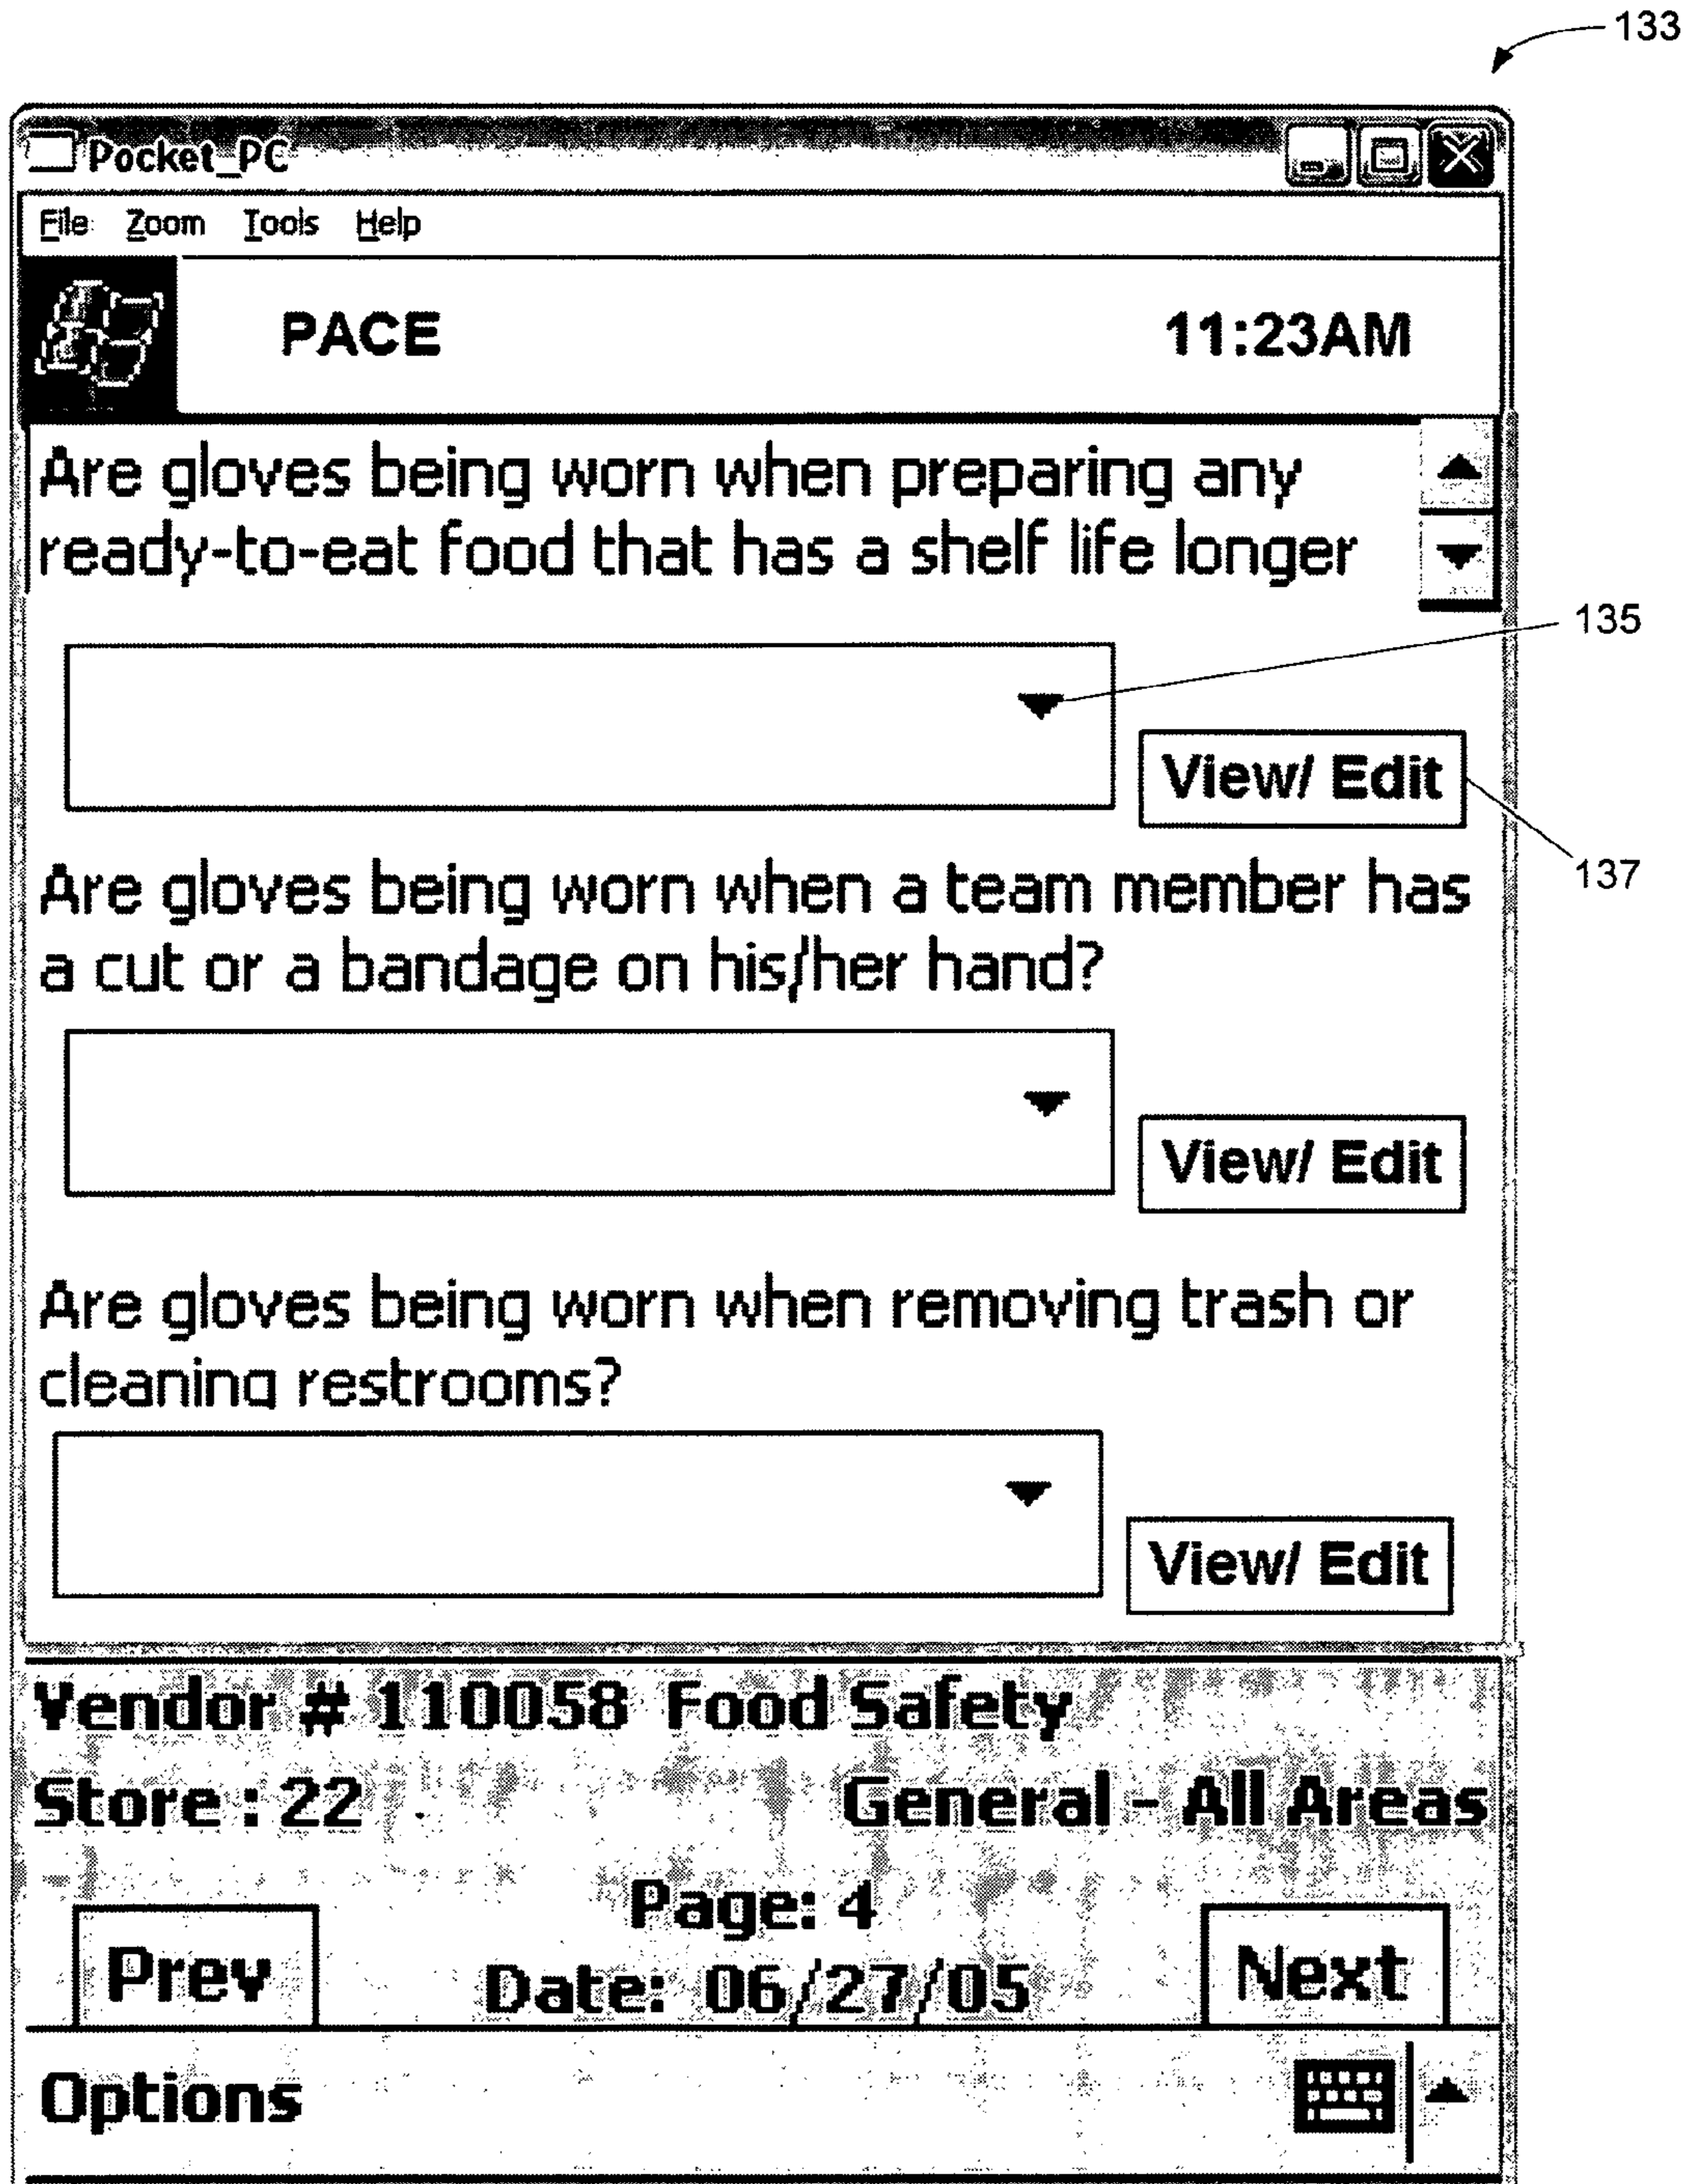 133
Pocket_PC
File Zoom Tools Help
PACE 11:23AM
Are gloves being worn when preparing any
ready-to-eat food that has a shelf life longer
135
View/ Edit
137
Are gloves being worn when a team member has
a cut or a bandage on his/her hand?
View/ Edit
Are gloves being worn when removing trash or
cleaning restrooms?
View/ Edit
Vendor # 110058 Food Safety
Store : 22 General - All Areas
Page: 4
Prev Date: 06/27/05 Next
Options